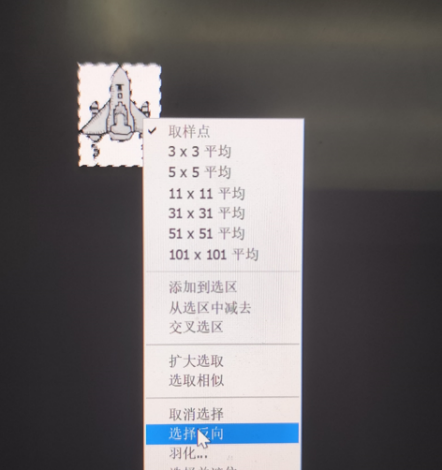 取样点
3 x 3 平均
5 x 5 平均
11 x 11 平均
31 x 31 平均
51 x 51 平均
101 x 101 平均
添加到选区
从选区中减去
交叉选区
扩大选取
选取相似
取消选择
选择反向
羽化...